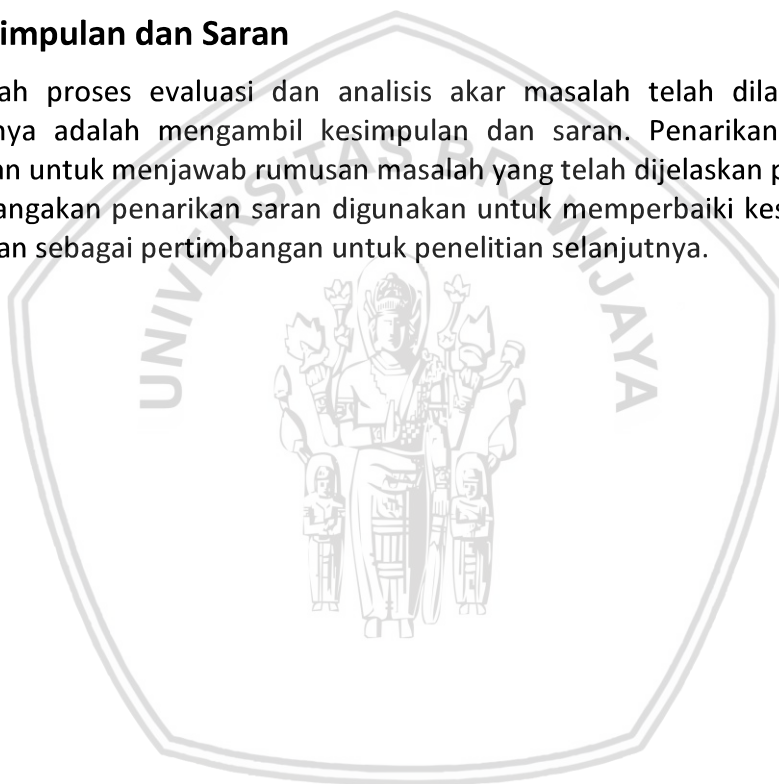 impulan dan Saran
ah proses evaluasi dan analisis akar masalah telah dila
nya adalah mengambil kesimpulan dan saran. Penarikan
an untuk menjawab rumusan masalah yang telah dijelaskan p
angakan penarikan saran digunakan untuk memperbaiki kes
an sebagai pertimbangan untuk penelitian selanjutnya.
UNIVERSITAS BRAWIJAYA